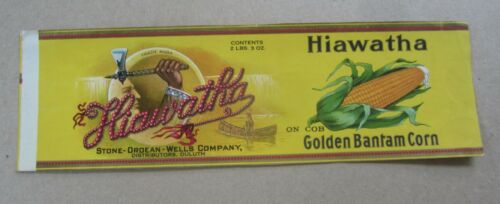 TRADE MARK
CONTENTS
2 LBS. 3 OZ.
Hiawatha
STONE-ORDEAN-WELLS COMPANY,
DISTRIBUTORS, DULUTH
Hiawatha
ON COB
Golden Bantam Corn